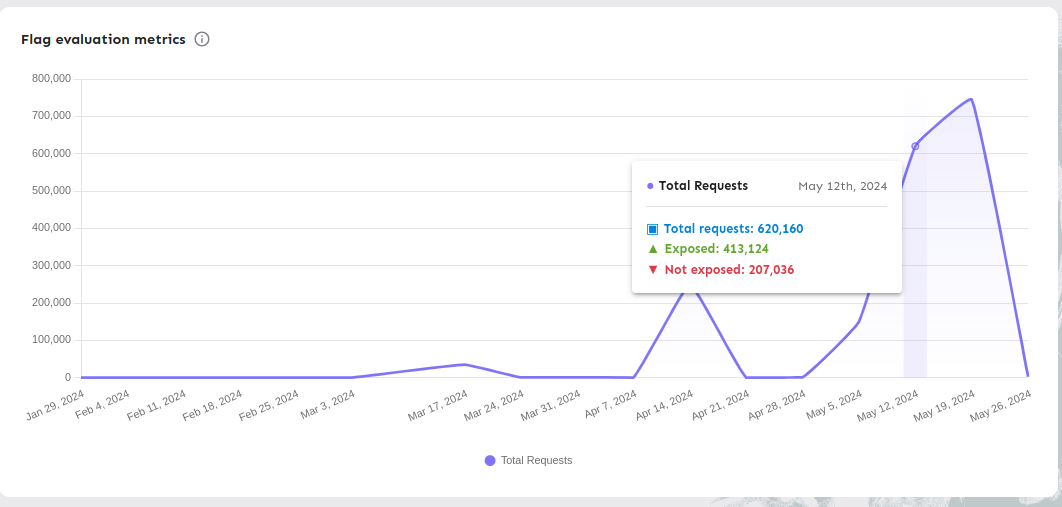 Flag evaluation metrics
800,000
700,000
600,000
500,000
400,000
300,000
200,000
100,000
0
Total Requests May 12th, 2024
Total requests: 620,160
Exposed: 413,124
Not exposed: 207,036
Jan 29, 2024
Feb 4, 2024
Feb 11, 2024
Feb 18, 2024
Feb 25, 2024
Mar 3, 2024
Mar 17, 2024
Mar 24, 2024
Mar 31, 2024
Apr 7, 2024
Apr 14, 2024
Apr 21, 2024
Apr 28, 2024
May 5, 2024
May 12, 2024
May 19, 2024
May 26, 2024
Total Requests